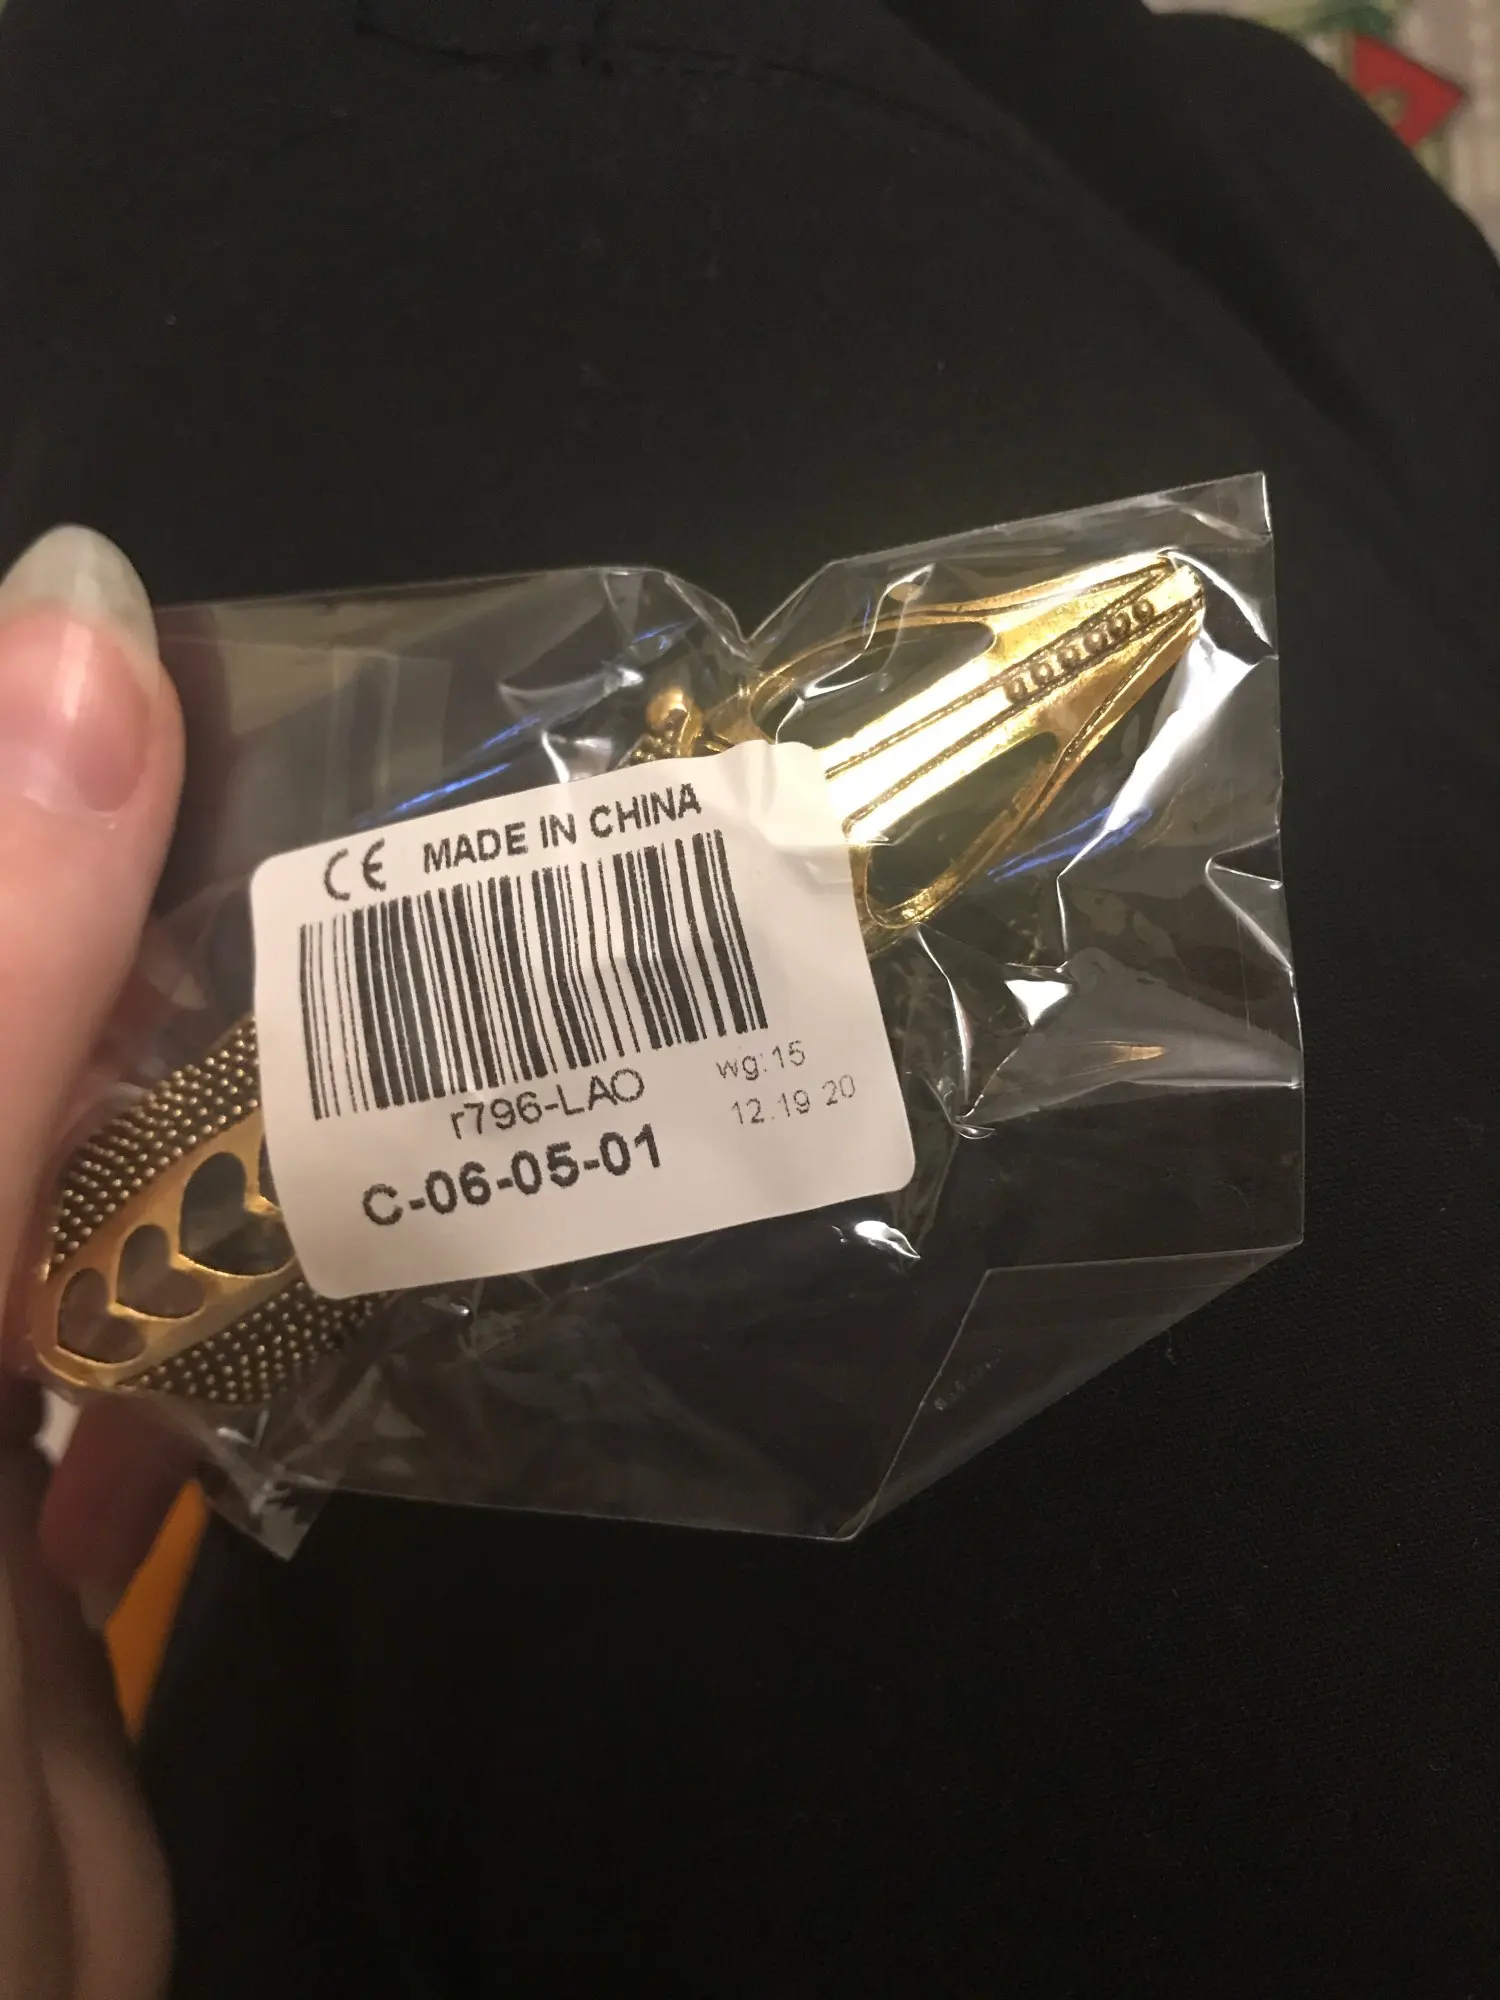 CE MADE IN CHINA
r796-LAO
wg:15
12.19 20
C-06-05-01